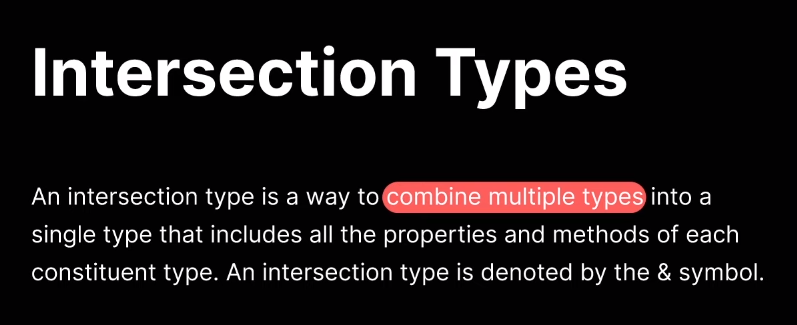 Intersection Types
An intersection type is a way to combine multiple types into a
single type that includes all the properties and methods of each
constituent type. An intersection type is denoted by the & symbol.